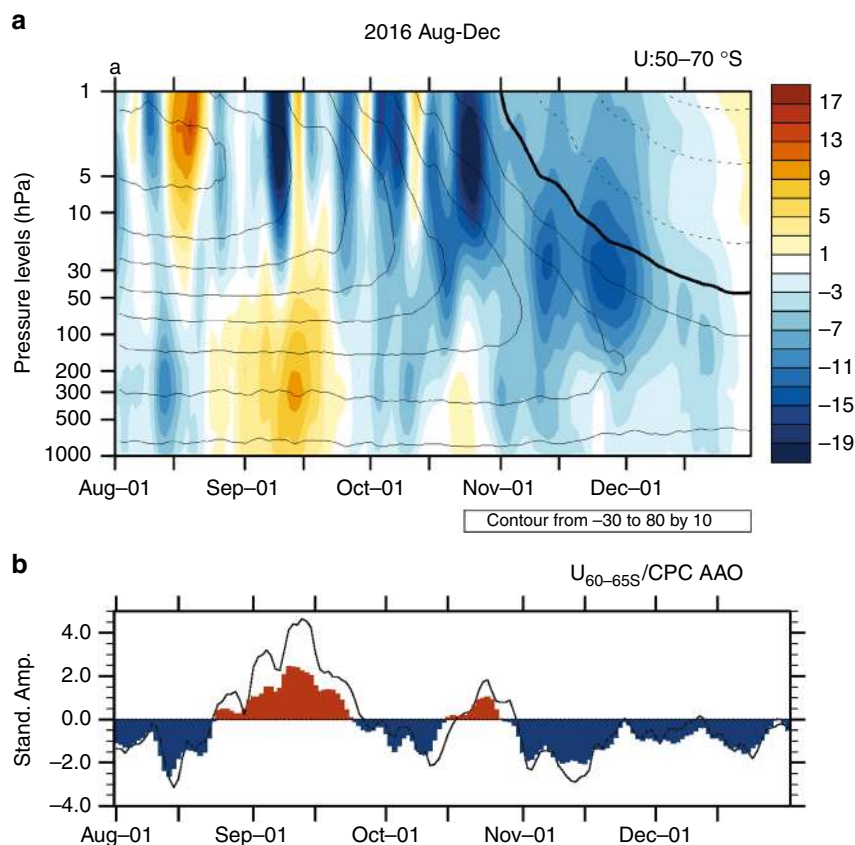 a
2016 Aug-Dec
a
U:50–70 °S
Pressure levels (hPa)
1
5
10
30
50
100
200
300
500
1000
Aug–01
Sep–01
Oct–01
Nov–01
Dec–01
17
13
9
5
1
–3
–7
–11
–15
–19
Contour from –30 to 80 by 10
b
U60–65S/CPC AAO
Stand. Amp.
4.0
2.0
0.0
–2.0
–4.0
Aug–01
Sep–01
Oct–01
Nov–01
Dec–01